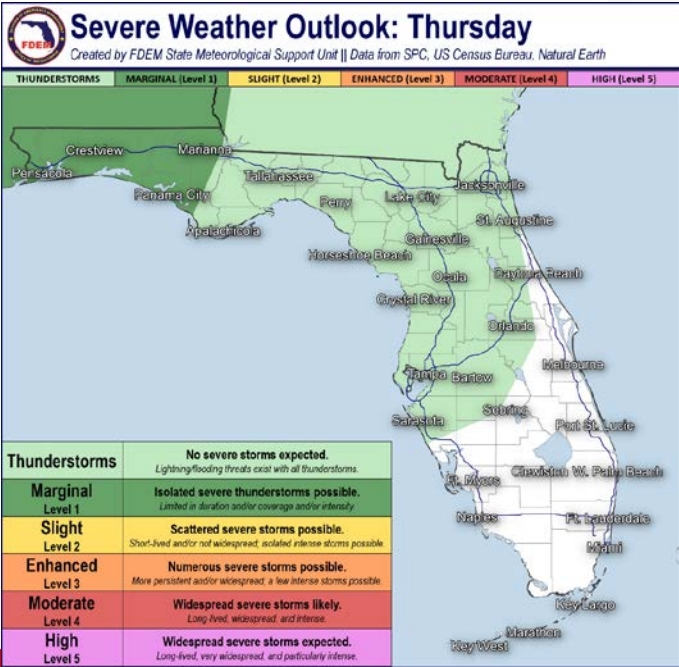 FDEM
Severe Weather Outlook: Thursday
Created by FDEM State Meteorological Support Unit || Data from SPC, US Census Bureau, Natural Earth
THUNDERSTORMS MARGINAL (Level 1) SLIGHT (Level 2) ENHANCED (Level 3) MODERATE (Level 4) HIGH (Level 5)
Crestview Marianna
Pensacola Tallahassee Jacksonville
Panama City Perry Lake City
Apalachicola St. Augustine
Horseshoe Beach Gainesville
Ocala Daytona Beach
Crystal River
Orlando
Melbourne
Tampa Bartow
Sarasota Sebring Port St. Lucie
Ft. Myers Clewiston W. Palm Beach
Naples Ft. Lauderdale
Miami
Key Largo
Marathon
Key West
Thunderstorms No severe storms expected.
Lightning/flooding threats exist with all thunderstorms.
Marginal Isolated severe thunderstorms possible.
Level 1 Limited in duration and/or coverage and/or intensity
Slight Scattered severe storms possible.
Level 2 Short-lived and/or not widespread; isolated intense storms possible.
Enhanced Numerous severe storms possible.
Level 3 More persistent and/or widespread; a few intense storms possible.
Moderate Widespread severe storms likely.
Level 4 Long-lived, widespread, and intense.
High Widespread severe storms expected.
Level 5 Long-lived, very widespread, and particularly intense.